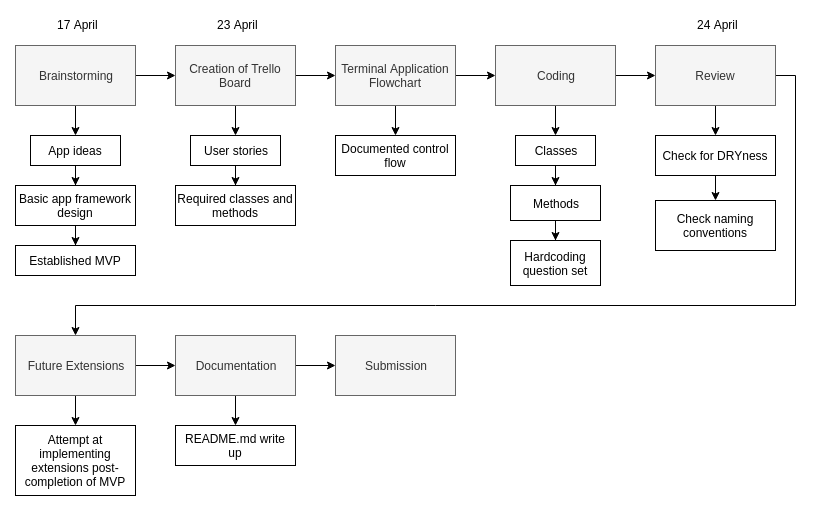 17 April
23 April
24 April
Brainstorming
Creation of Trello
Board
Terminal Application
Flowchart
Coding
Review
App ideas
User stories
Documented control
flow
Classes
Check for DRYness
Basic app framework
design
Required classes and
methods
Methods
Check naming
conventions
Established MVP
Hardcoding
question set
Future Extensions
Documentation
Submission
Attempt at
implementing
extensions post-
completion of MVP
README.md write
up